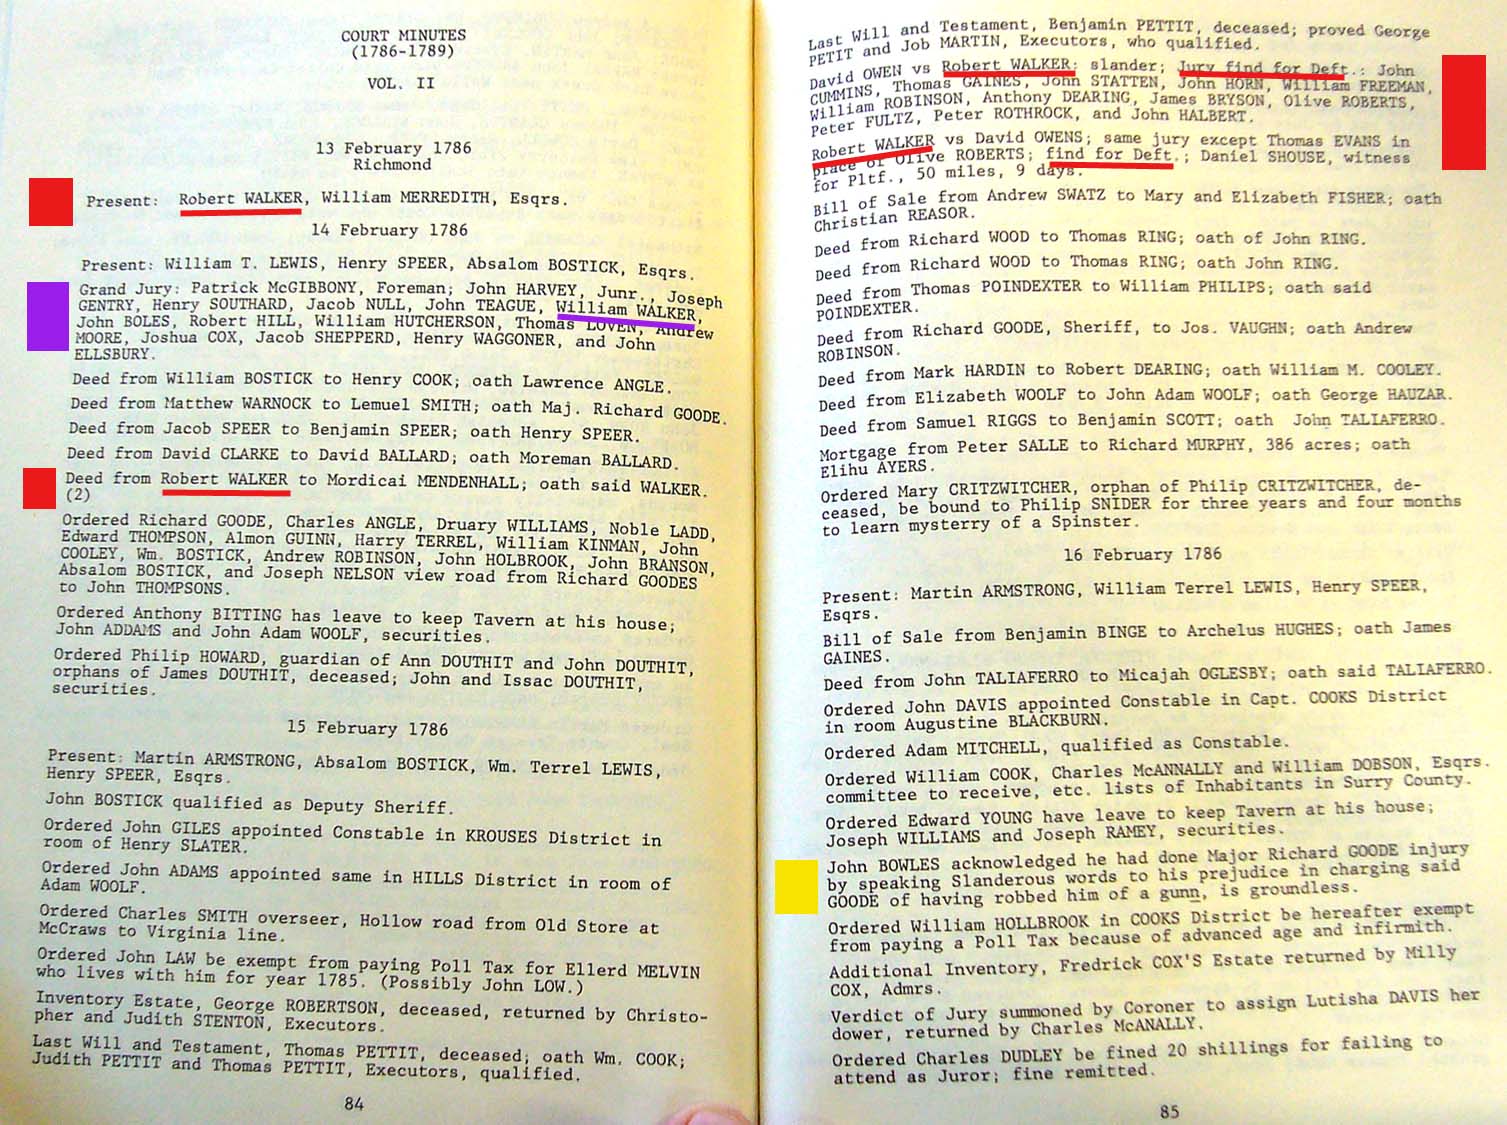 COURT MINUTES
(1786-1789)
VOL. II
13 February 1786
Richmond
Present: Robert WALKER, William MERREDITH, Esqrs.
14 February 1786
Present: William T. LEWIS, Henry SPEER, Absalom BOSTICK, Esqrs.
Grand Jury: Patrick McGIBBONY, Foreman; John HARVEY, Junr., Joseph
GENTRY, Henry SOUTHARD, Jacob NULL, John TEAGUE, William WALKER,
John BOLES, Robert HILL, William HUTCHERSON, Thomas LOVEN, Andrew
MOORE, Joshua COX, Jacob SHEPPERD, Henry WAGGONER, and John
ELLSBURY.
Deed from William BOSTICK to Henry COOK; oath Lawrence ANGLE.
Deed from Matthew WARNOCK to Lemuel SMITH; oath Maj. Richard GOODE.
Deed from Jacob SPEER to Benjamin SPEER; oath Henry SPEER.
Deed from David CLARKE to David BALLARD; oath Moreman BALLARD.
Deed from Robert WALKER to Mordicai MENDENHALL; oath said WALKER.
(2)
Ordered Richard GOODE, Charles ANGLE, Druary WILLIAMS, Noble LADD,
Edward THOMPSON, Almon GUINN, Harry TERREL, William KINMAN, John
COOLEY, Wm. BOSTICK, Andrew ROBINSON, John HOLBROOK, John BRANSON,
Absalom BOSTICK, and Joseph NELSON view road from Richard GOODES
to John THOMPSONS.
Ordered Anthony BITTING has leave to keep Tavern at his house;
John ADDAMS and John Adam WOOLF, securities.
Ordered Philip HOWARD, guardian of Ann DOUTHIT and John DOUTHIT,
orphans of James DOUTHIT, deceased; John and Issac DOUTHIT,
securities.
15 February 1786
Present: Martin ARMSTRONG, Absalom BOSTICK, Wm. Terrel LEWIS,
Henry SPEER, Esqrs.
John BOSTICK qualified as Deputy Sheriff.
Ordered John GILES appointed Constable in KROUSES District in
room of Henry SLATER.
Ordered John ADAMS appointed same in HILLS District in room of
Adam WOOLF.
Ordered Charles SMITH overseer, Hollow road from Old Store at
McCraws to Virginia line.
Ordered John LAW be exempt from paying Poll Tax for Ellerd MELVIN
who lives with him for year 1785. (Possibly John LOW.)
Inventory Estate, George ROBERTSON, deceased, returned by Christo-
pher and Judith STENTON, Executors.
Last Will and Testament, Thomas PETTIT, deceased; oath Wm. COOK;
Judith PETTIT and Thomas PETTIT, Executors, qualified.
84
Last Will and Testament, Benjamin PETTIT, deceased; proved George
PETIT and Job MARTIN, Executors, who qualified.
David OWEN vs Robert WALKER; slander; Jury find for Deft.: John
CUMMINS, Thomas GAINES, John STATTEN, John HORN, William FREEMAN,
William ROBINSON, Anthony DEARING, James BRYSON, Olive ROBERTS,
Peter FULTZ, Peter ROTHROCK, and John HALBERT.
Robert WALKER vs David OWENS; same jury except Thomas EVANS in
place of Olive ROBERTS; find for Deft.; Daniel SHOUSE, witness
for Pltf., 50 miles, 9 days.
Bill of Sale from Andrew SWATZ to Mary and Elizabeth FISHER; oath
Christian REASOR.
Deed from Richard WOOD to Thomas RING; oath of John RING.
Deed from Richard WOOD to Thomas RING; oath John RING.
Deed from Thomas POINDEXTER to William PHILIPS; oath said
POINDEXTER.
Deed from Richard GOODE, Sheriff, to Jos. VAUGHN; oath Andrew
ROBINSON.
Deed from Mark HARDIN to Robert DEARING; oath William M. COOLEY.
Deed from Elizabeth WOOLF to John Adam WOOLF; oath George HAUZAR.
Deed from Samuel RIGGS to Benjamin SCOTT; oath John TALIAFERRO.
Mortgage from Peter SALLE to Richard MURPHY, 386 acres; oath
Elihu AYERS.
Ordered Mary CRITZWITCHER, orphan of Philip CRITZWITCHER, de-
ceased, be bound to Philip SNIDER for three years and four months
to learn mysterry of a Spinster.
16 February 1786
Present: Martin ARMSTRONG, William Terrel LEWIS, Henry SPEER,
Esqrs.
Bill of Sale from Benjamin BINGE to Archelus HUGHES; oath James
GAINES.
Deed from John TALIAFERRO to Micajah OGLESBY; oath said TALIAFERRO.
Ordered John DAVIS appointed Constable in Capt. COOKS District
in room Augustine BLACKBURN.
Ordered Adam MITCHELL, qualified as Constable.
Ordered William COOK, Charles McANNALLY and William DOBSON, Esqrs.
committee to receive, etc. lists of Inhabitants in Surry County.
Ordered Edward YOUNG have leave to keep Tavern at his house;
Joseph WILLIAMS and Joseph RAMEY, securities.
John BOWLES acknowledged he had done Major Richard GOODE injury
by speaking Slanderous words to his prejudice in charging said
GOODE of having robbed him of a gunn, is groundless.
Ordered William HOLLBROOK in COOKS District be hereafter exempt
from paying a Poll Tax because of advanced age and infirmith.
Additional Inventory, Fredrick COX'S Estate returned by Milly
COX, Admrs.
Verdict of Jury summoned by Coroner to assign Lutisha DAVIS her
dower, returned by Charles McANALLY.
Ordered Charles DUDLEY be fined 20 shillings for failing to
attend as Juror; fine remitted.
85